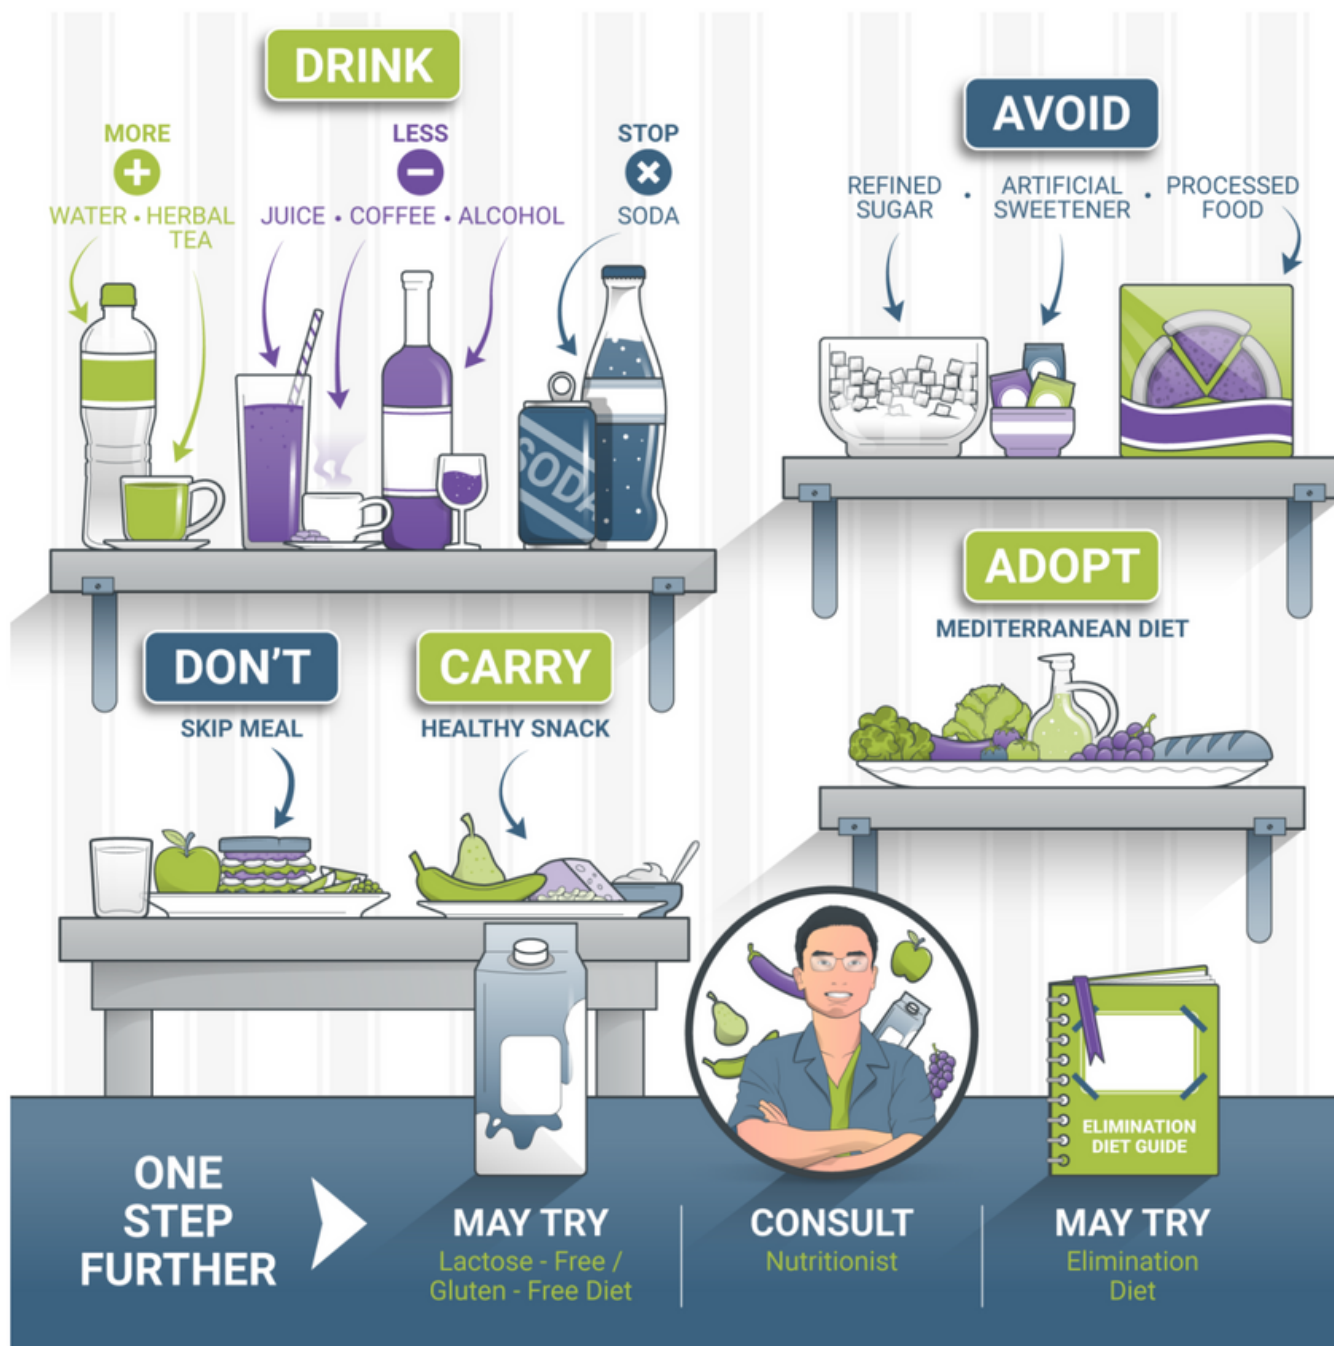 DRINK
MORE
WATER • HERBAL
TEA
LESS
JUICE • COFFEE • ALCOHOL
STOP
SODA
SODA
AVOID
REFINED
SUGAR
•
ARTIFICIAL
SWEETENER
•
PROCESSED
FOOD
DON'T
SKIP MEAL
CARRY
HEALTHY SNACK
ADOPT
MEDITERRANEAN DIET
ELIMINATION
DIET GUIDE
ONE
STEP
FURTHER
MAY TRY
Lactose - Free /
Gluten - Free Diet
CONSULT
Nutritionist
MAY TRY
Elimination
Diet